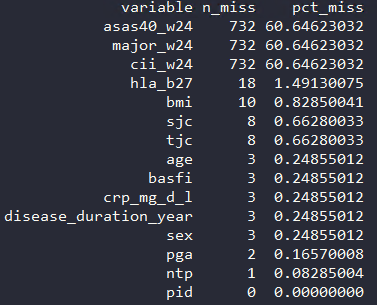 variable n_miss pct_miss
asas40_w24 732 60.64623032
major_w24 732 60.64623032
cii_w24 732 60.64623032
hla_b27 18 1.49130075
bmi 10 0.82850041
sjc 8 0.66280033
tjc 8 0.66280033
age 3 0.24855012
basfi 3 0.24855012
crp_mg_d_l 3 0.24855012
disease_duration_year 3 0.24855012
sex 3 0.24855012
pga 2 0.16570008
ntp 1 0.08285004
pid 0 0.00000000